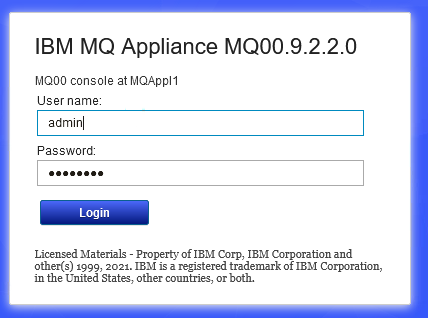 IBM MQ Appliance MQ00.9.2.2.0
MQ00 console at MQAppl1
User name:
admin
Password:
●●●●●●●●
Login
Licensed Materials - Property of IBM Corp, IBM Corporation and
other(s) 1999, 2021. IBM is a registered trademark of IBM Corporation,
in the United States, other countries, or both.